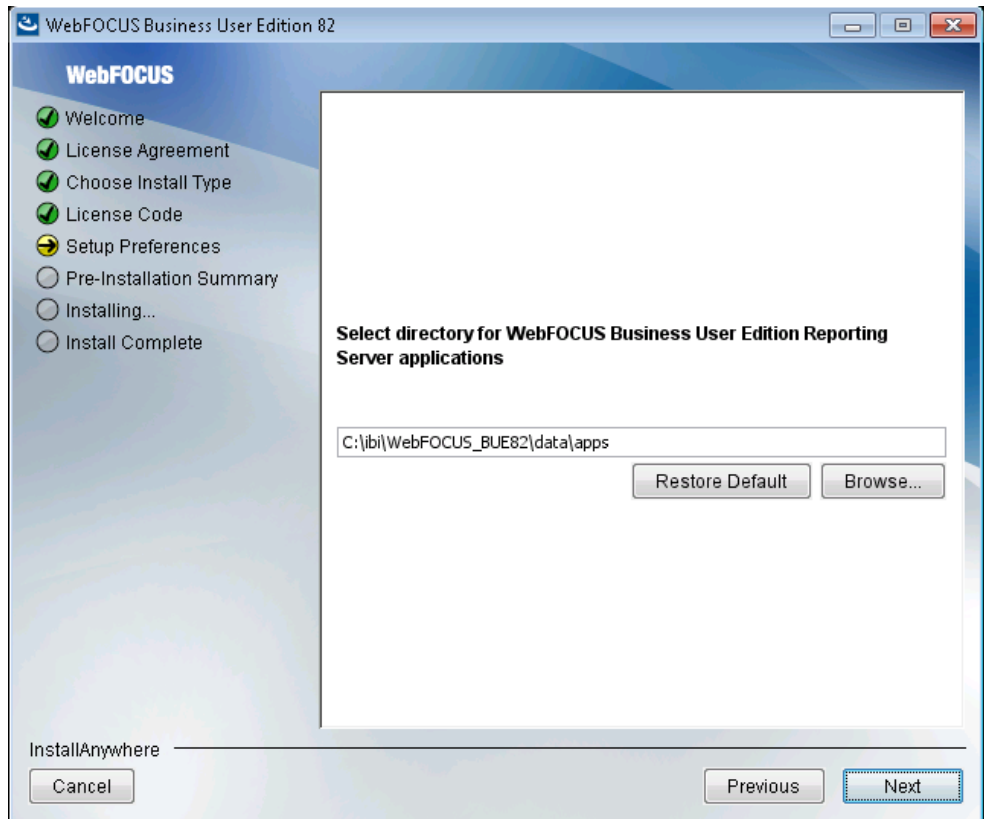 WebFOCUS Business User Edition 82
WebFOCUS
Welcome
License Agreement
Choose Install Type
License Code
Setup Preferences
Pre-Installation Summary
Installing...
Install Complete
Select directory for WebFOCUS Business User Edition Reporting
Server applications
C:\ibi\WebFOCUS_BUE82\data\apps
Restore Default
Browse...
InstallAnywhere
Cancel
Previous
Next